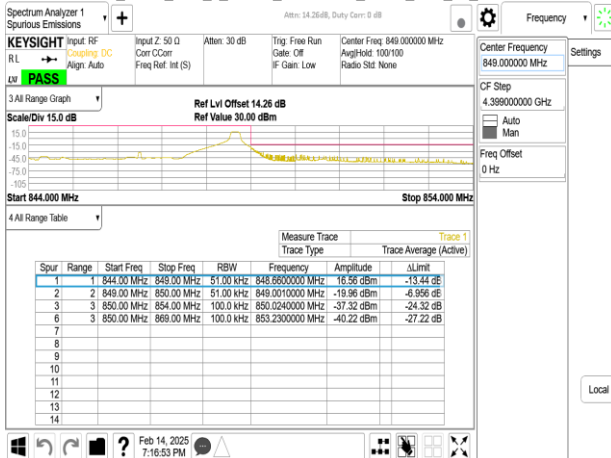 Spectrum Analyzer 1
Spurious Emissions
Attn: 14.26dB, Duty Corr: 0 dB
Frequency
KEYSIGHT
RL
PASS
Input: RF
Coupling: DC
Align: Auto
Input Z: 50 Ω
Corr CCorr
Freq Ref: Int (S)
Atten: 30 dB
Trig: Free Run
Gate: Off
IF Gain: Low
Center Freq: 849.000000 MHz
Avg|Hold: 100/100
Radio Std: None
Center Frequency
849.000000 MHz
Settings
CF Step
4.399000000 GHz
Auto
Man
Freq Offset
0 Hz
3 All Range Graph
Scale/Div 15.0 dB
Ref Lvl Offset 14.26 dB
Ref Value 30.00 dBm
15.0
-15.0
-45.0
-75.0
-105
Start 844.000 MHz
Stop 854.000 MHz
4 All Range Table
Measure Trace Trace 1
Trace Type Trace Average (Active)
Spur Range Start Freq Stop Freq RBW Frequency Amplitude ΔLimit
1 1 844.00 MHz 849.00 MHz 51.00 kHz 848.6600000 MHz 16.56 dBm -13.44 dB
2 2 849.00 MHz 850.00 MHz 51.00 kHz 849.0010000 MHz -19.96 dBm -6.956 dB
3 3 850.00 MHz 854.00 MHz 100.0 kHz 850.0240000 MHz -37.32 dBm -24.32 dB
6 3 850.00 MHz 869.00 MHz 100.0 kHz 853.2300000 MHz -40.22 dBm -27.22 dB
7
8
9
10
11
12
13
14
Local
Feb 14, 2025
7:16:53 PM